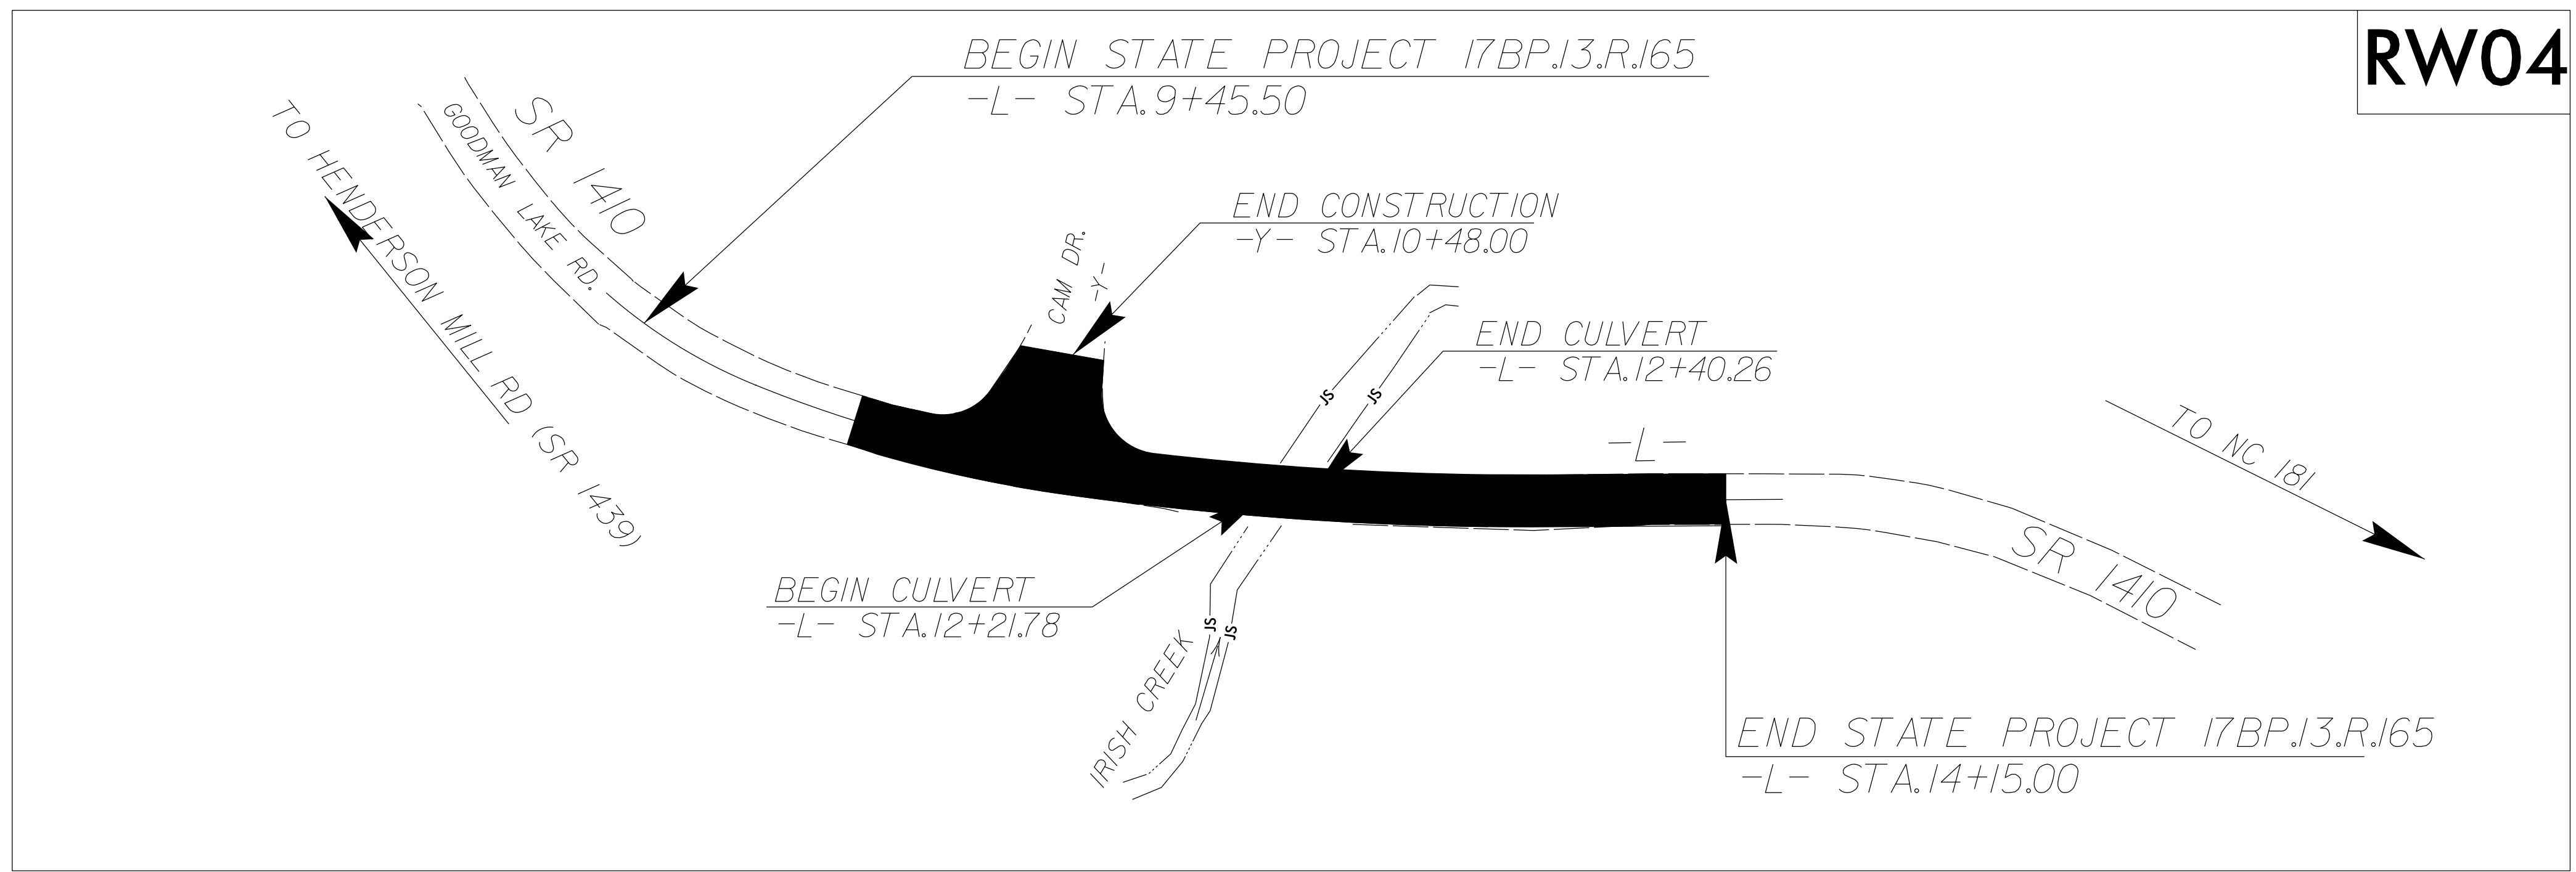 RW04
BEGIN STATE PROJECT 17BP.13.R.165
-L- STA.9+45.50
TO HENDERSON MILL RD (SR 1439)
SR 1410
GOODMAN LAKE RD.
END CONSTRUCTION
-Y- STA.10+48.00
CAM DR.
-Y-
END CULVERT
-L- STA.12+40.26
JS
JS
-L-
TO NC 181
SR 1410
BEGIN CULVERT
-L- STA.12+21.78
JS
JS
IRISH CREEK
END STATE PROJECT 17BP.13.R.165
-L- STA.14+15.00